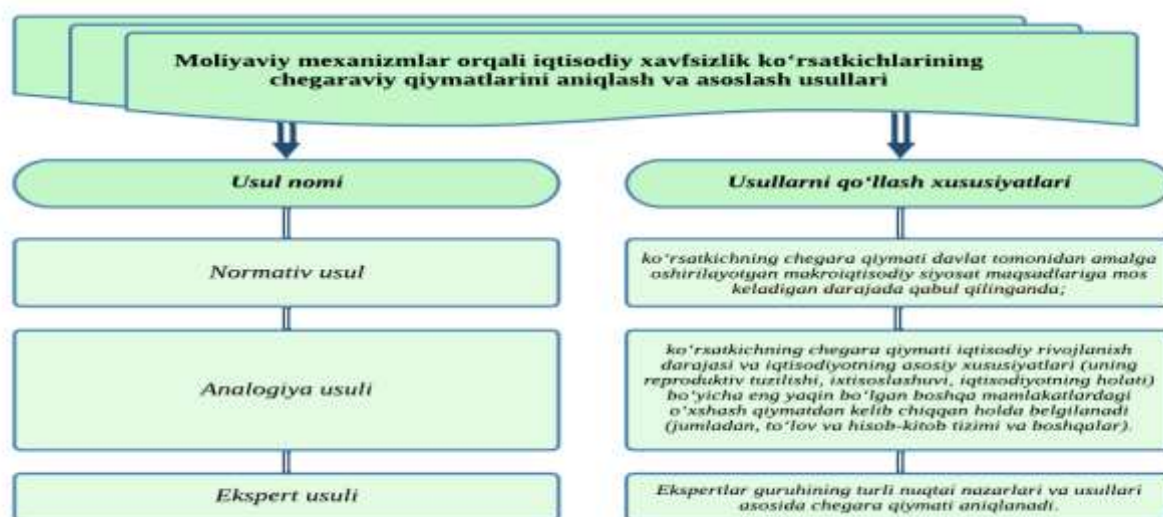 Moliyaviy mexanizmlar orqali iqtisodiy xavfsizlik ko‘rsatkichlarining
chegaraviy qiymatlarini aniqlash va asoslash usullari
Usul nomi
Usullarni qo‘llash xususiyatlari
Normativ usul
ko‘rsatkichning chegara qiymati davlat tomonidan amalga
oshirilayotgan makroiqtisodiy siyosat maqsadlariga mos
keladigan darajada qabul qilinganda;
Analogiya usuli
ko‘rsatkichning chegara qiymati iqtisodiy rivojlanish
darajasi va iqtisodiyotning asosiy xususiyatlari (uning
reproduktiv tuzilishi, ixtisoslashuvi, iqtisodiyotning holati)
bo‘yicha eng yaqin bo‘lgan boshqa mamlakatlardagi
o‘xshash qiymatdan kelib chiqqan holda belgilanadi
(jumladan, to‘lov va hisob-kitob tizimi va boshqalar).
Ekspert usuli
Ekspertlar guruhining turli nuqtai nazarlari va usullari
asosida chegara qiymati aniqlanadi.